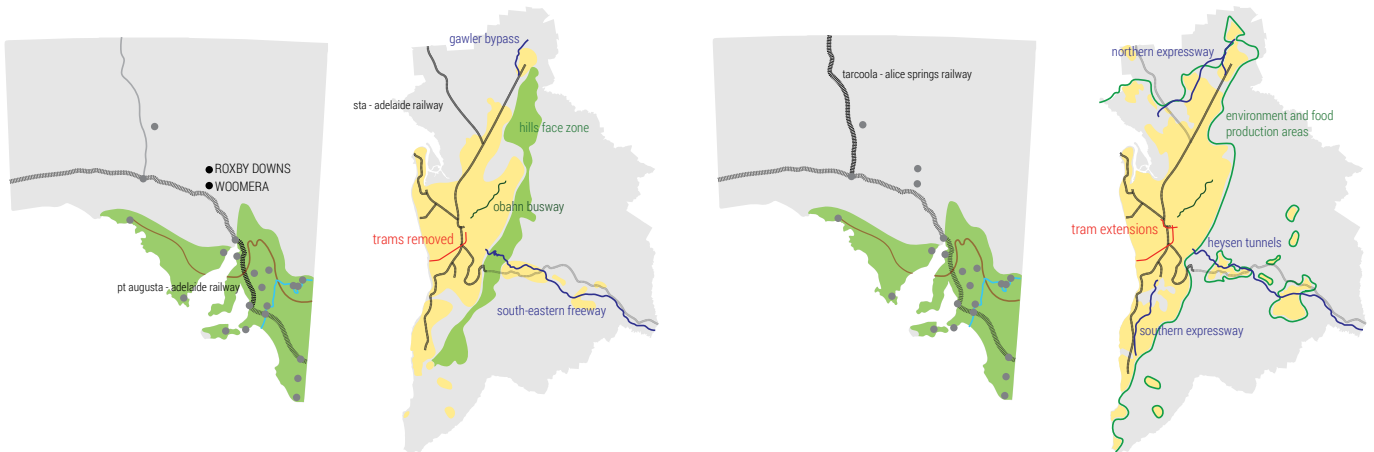 ROXBY DOWNS
WOOMERA
pt augusta - adelaide railway
gawler bypass
sta - adelaide railway
hills face zone
obahn busway
trams removed
south-eastern freeway
tarcoola - alice springs railway
northern expressway
environment and food
production areas
tram extensions
heysen tunnels
southern expressway